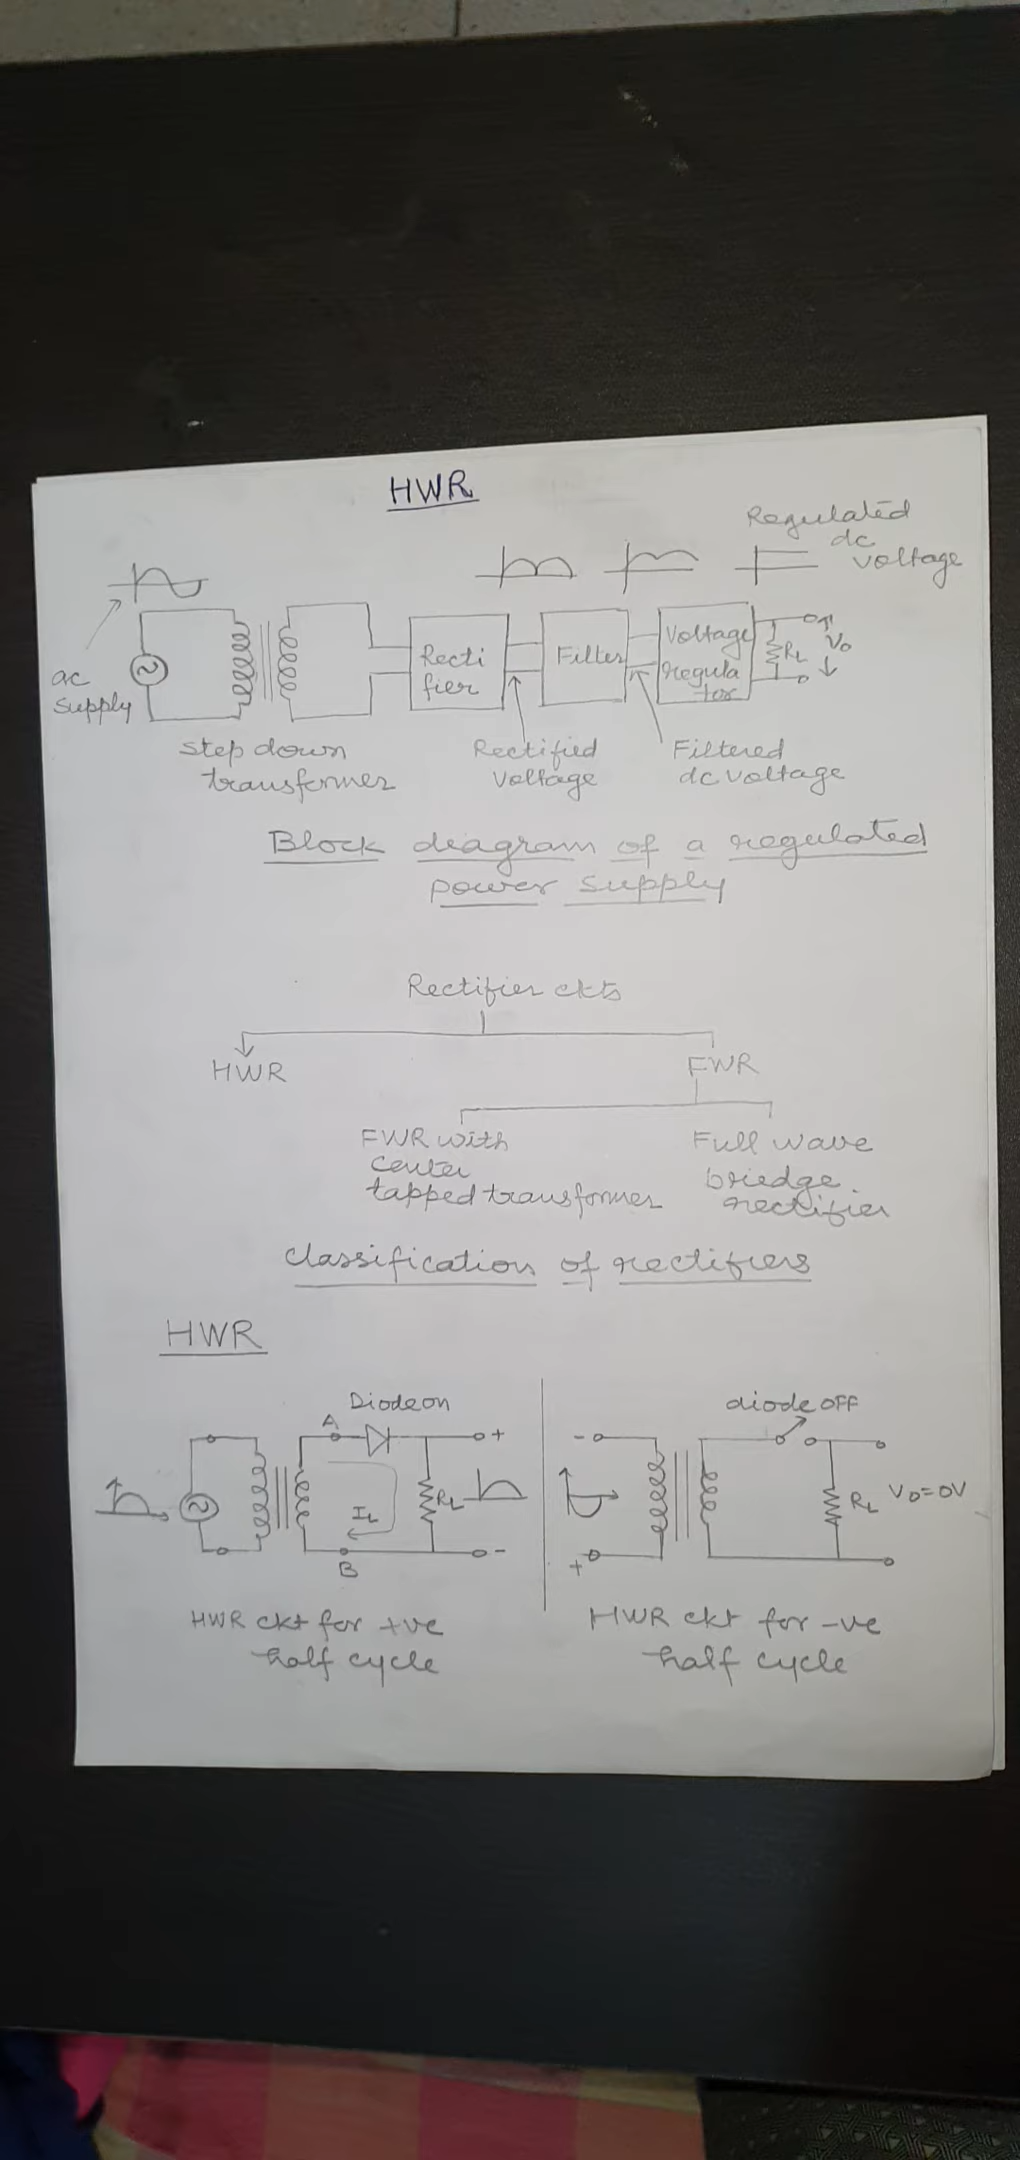 HWR
Regulated
dc
voltage
ac
supply
Recti
fier
Filter
Voltage
regula
tor
RL
Vo
step down
transformer
Rectified
voltage
Filtered
dc voltage
Block diagram of a regulated
power supply
Rectifier ckts
HWR
FWR
FWR with
center
tapped transformer
Full wave
bridge
rectifier
classification of rectifiers
HWR
Diode on
A
+
RL
IL
-
B
HWR ckt for +ve
half cycle
diode OFF
-
RL
VO=0V
+
HWR ckt for -ve
half cycle